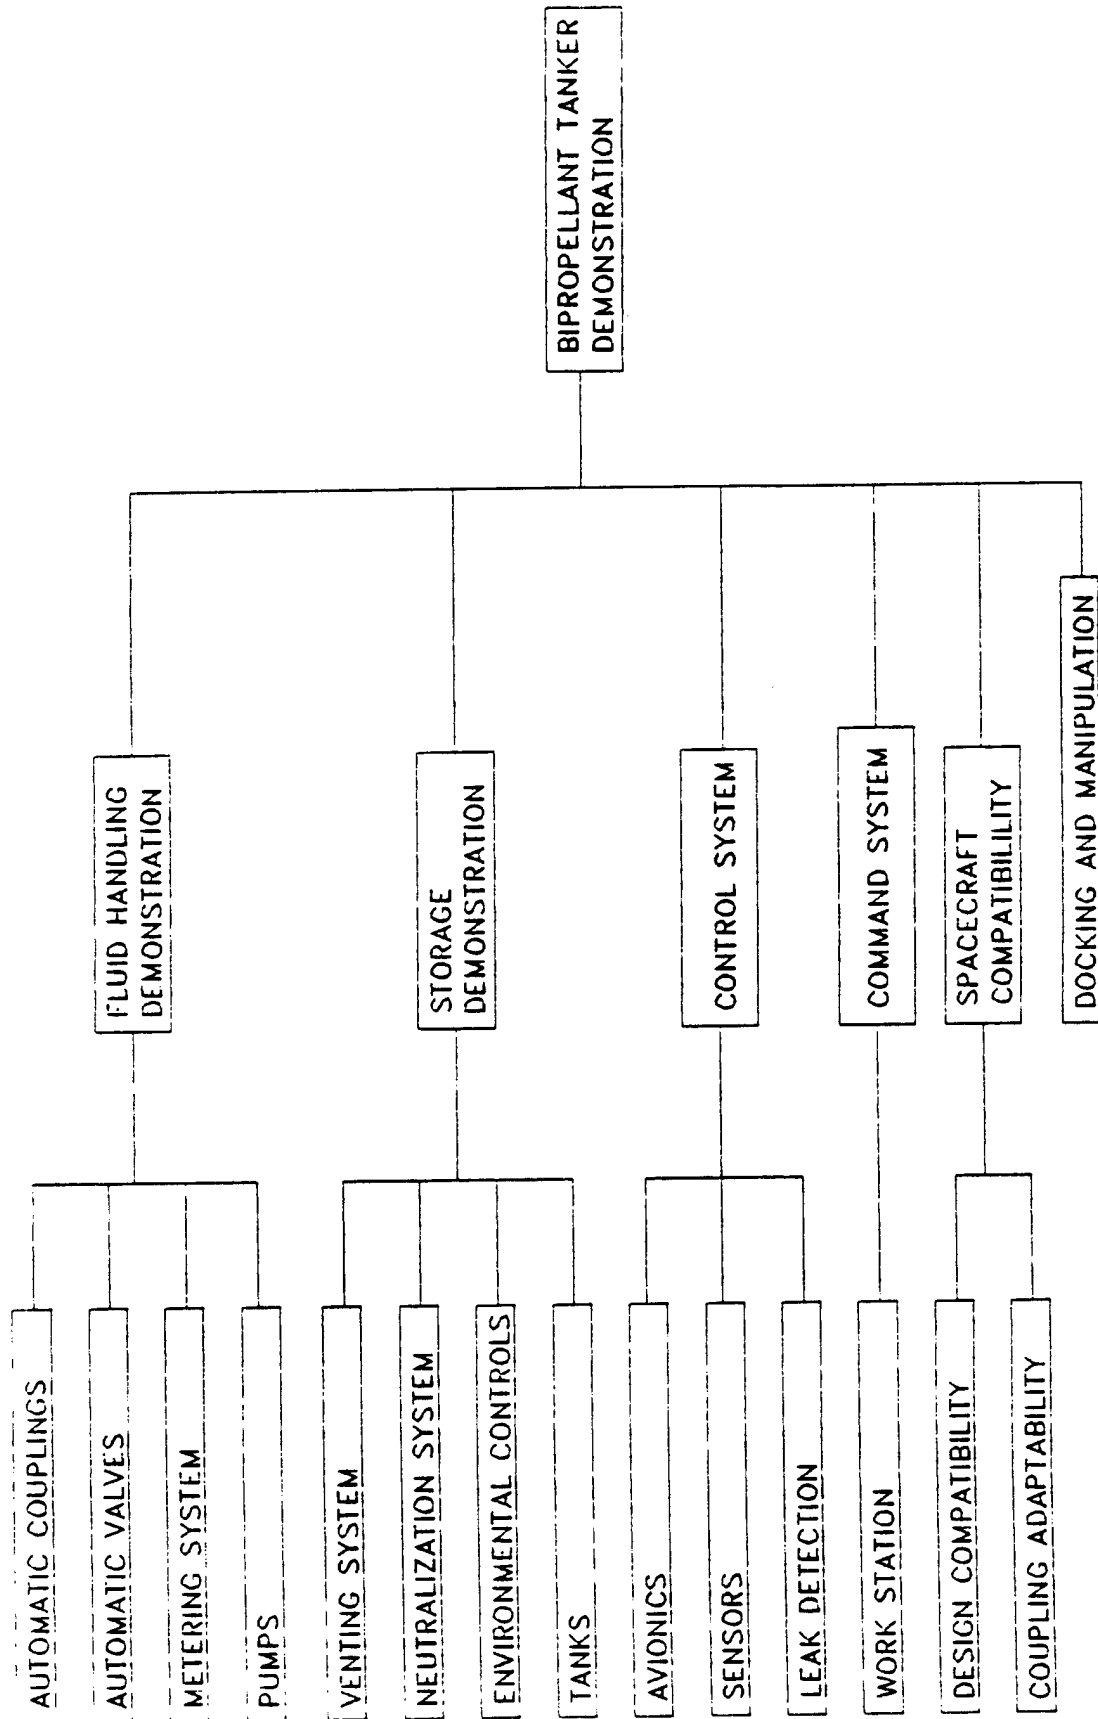 AUTOMATIC COUPLINGS
AUTOMATIC VALVES
METERING SYSTEM
PUMPS
VENTING SYSTEM
NEUTRALIZATION SYSTEM
ENVIRONMENTAL CONTROLS
TANKS
AVIONICS
SENSORS
LEAK DETECTION
WORK STATION
DESIGN COMPATIBILITY
COUPLING ADAPTABILITY
FLUID HANDLING
DEMONSTRATION
STORAGE
DEMONSTRATION
CONTROL SYSTEM
COMMAND SYSTEM
SPACECRAFT
COMPATIBILILITY
DOCKING AND MANIPULATION
BIPROPELLANT TANKER
DEMONSTRATION